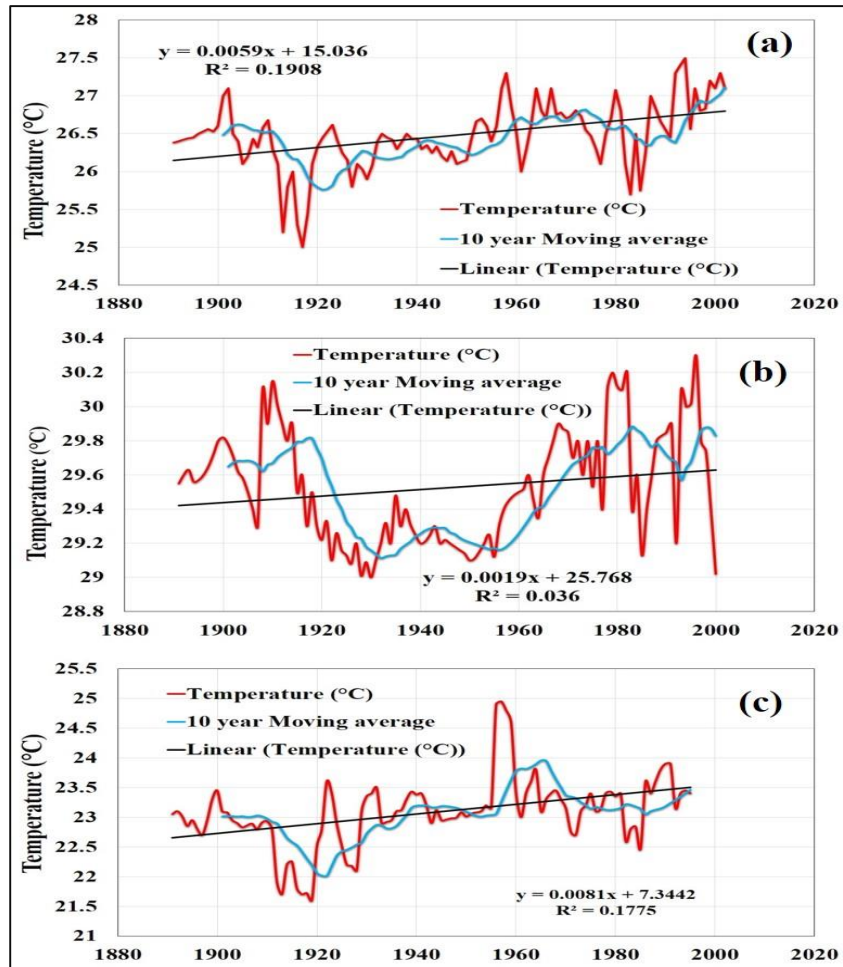 (a)
y = 0.0059x + 15.036
R² = 0.1908
Temperature (°C)
28
27.5
27
26.5
26
25.5
25
24.5
Temperature (°C)
10 year Moving average
Linear (Temperature (°C))
1880 1900 1920 1940 1960 1980 2000 2020
(b)
Temperature (°C)
30.4
30.2
30
29.8
29.6
29.4
29.2
29
28.8
Temperature (°C)
10 year Moving average
Linear (Temperature (°C))
y = 0.0019x + 25.768
R² = 0.036
1880 1900 1920 1940 1960 1980 2000 2020
(c)
Temperature (°C)
25.5
25
24.5
24
23.5
23
22.5
22
21.5
21
Temperature (°C)
10 year Moving average
Linear (Temperature (°C))
y = 0.0081x + 7.3442
R² = 0.1775
1880 1900 1920 1940 1960 1980 2000 2020